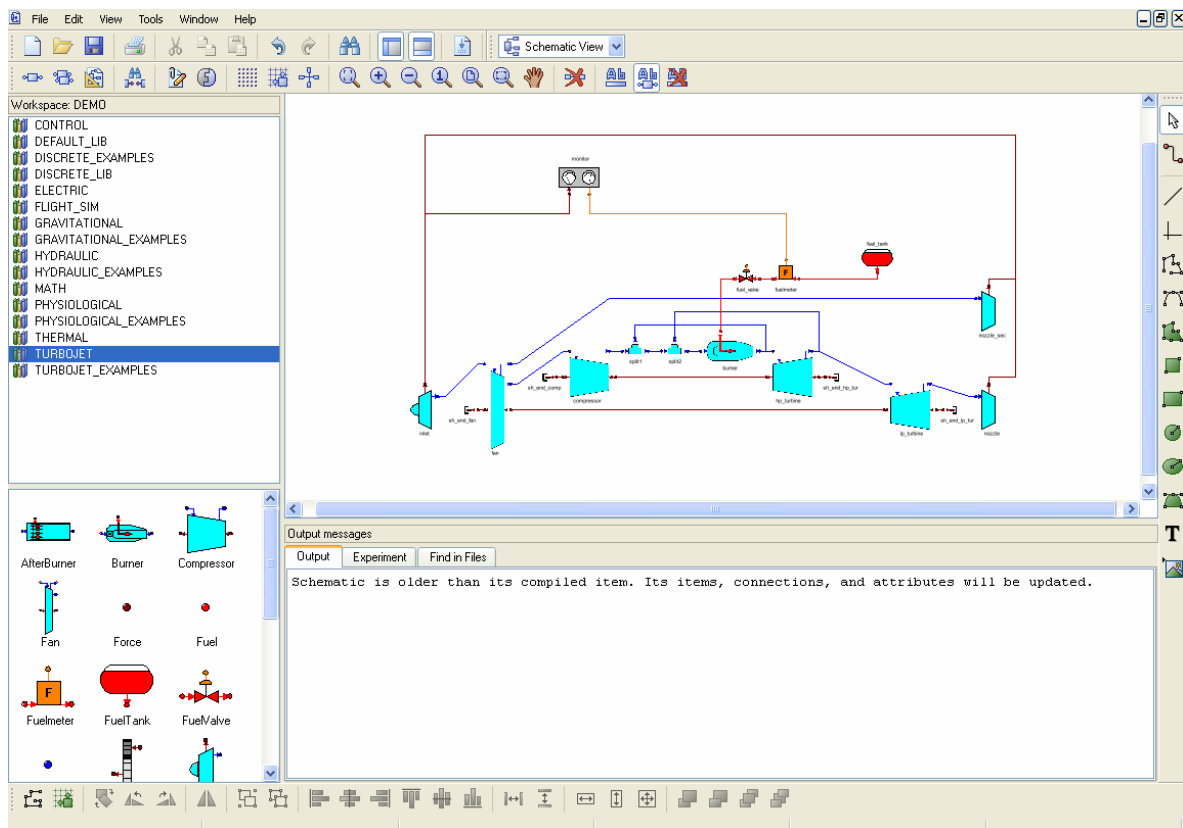 File Edit View Tools Window Help
Schematic View
Workspace: DEMO
CONTROL
DEFAULT_LIB
DISCRETE_EXAMPLES
DISCRETE_LIB
ELECTRIC
FLIGHT_SIM
GRAVITATIONAL
GRAVITATIONAL_EXAMPLES
HYDRAULIC
HYDRAULIC_EXAMPLES
MATH
PHYSIOLOGICAL
PHYSIOLOGICAL_EXAMPLES
THERMAL
TURBOJET
TURBOJET_EXAMPLES
monitor
fuel_tank
F
fuel_valve fuelmeter
nozzle_sec
split1 split2 burner
sh_end_comp compressor hp_turbine sh_end_hp_tur
inlet sh_end_fan fan lp_turbine sh_end_lp_tur nozzle
AfterBurner Burner Compressor
Fan Force Fuel
F
Fuelmeter FuelTank FuelValve
Output messages
Output Experiment Find in Files
Schematic is older than its compiled item. Its items, connections, and attributes will be updated.
T